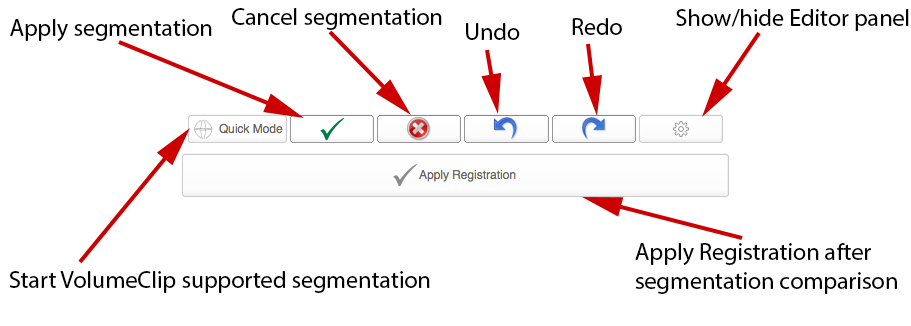 Apply segmentation
Cancel segmentation
Undo
Redo
Show/hide Editor panel
Quick Mode
Apply Registration
Start VolumeClip supported segmentation
Apply Registration after
segmentation comparison